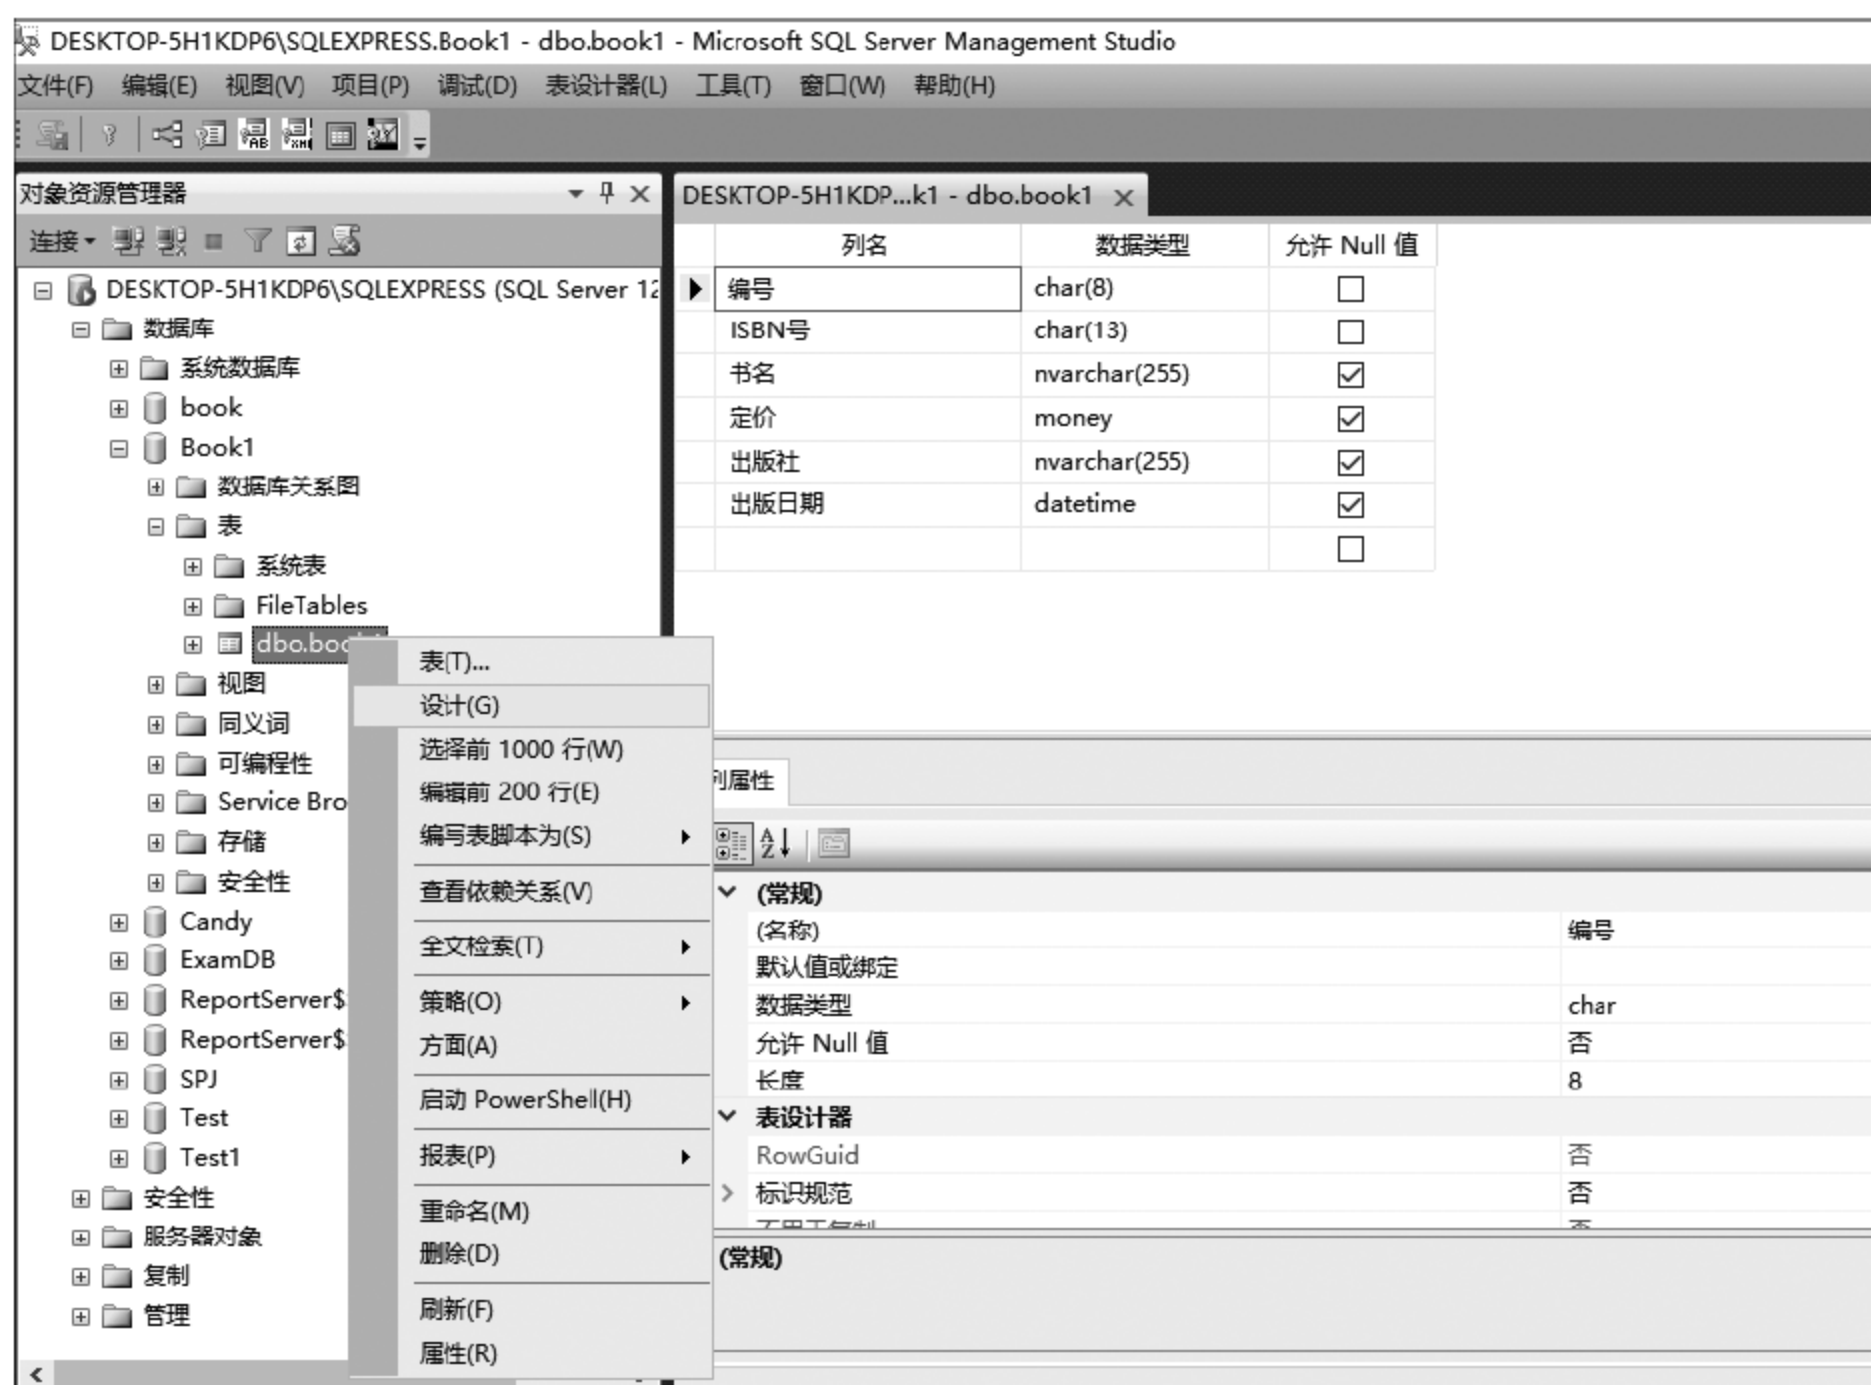 DESKTOP-5H1KDP6\SQLEXPRESS.Book1 - dbo.book1 - Microsoft SQL Server Management Studio
文件(F) 编辑(E) 视图(V) 项目(P) 调试(D) 表设计器(L) 工具(T) 窗口(W) 帮助(H)
对象资源管理器
连接
DESKTOP-5H1KDP6\SQLEXPRESS (SQL Server 12
数据库
系统数据库
book
Book1
数据库关系图
表
系统表
FileTables
dbo.boo
视图
同义词
可编程性
Service Bro
存储
安全性
Candy
ExamDB
ReportServer$
ReportServer$
SPJ
Test
Test1
安全性
服务器对象
复制
管理
表(T)...
设计(G)
选择前 1000 行(W)
编辑前 200 行(E)
编写表脚本为(S)
查看依赖关系(V)
全文检索(T)
策略(O)
方面(A)
启动 PowerShell(H)
报表(P)
重命名(M)
删除(D)
刷新(F)
属性(R)
DESKTOP-5H1KDP...k1 - dbo.book1
列名 数据类型 允许 Null 值
编号 char(8)
ISBN号 char(13)
书名 nvarchar(255)
定价 money
出版社 nvarchar(255)
出版日期 datetime
列属性
(常规)
(名称) 编号
默认值或绑定
数据类型 char
允许 Null 值 否
长度 8
表设计器
RowGuid 否
标识规范 否
(常规)